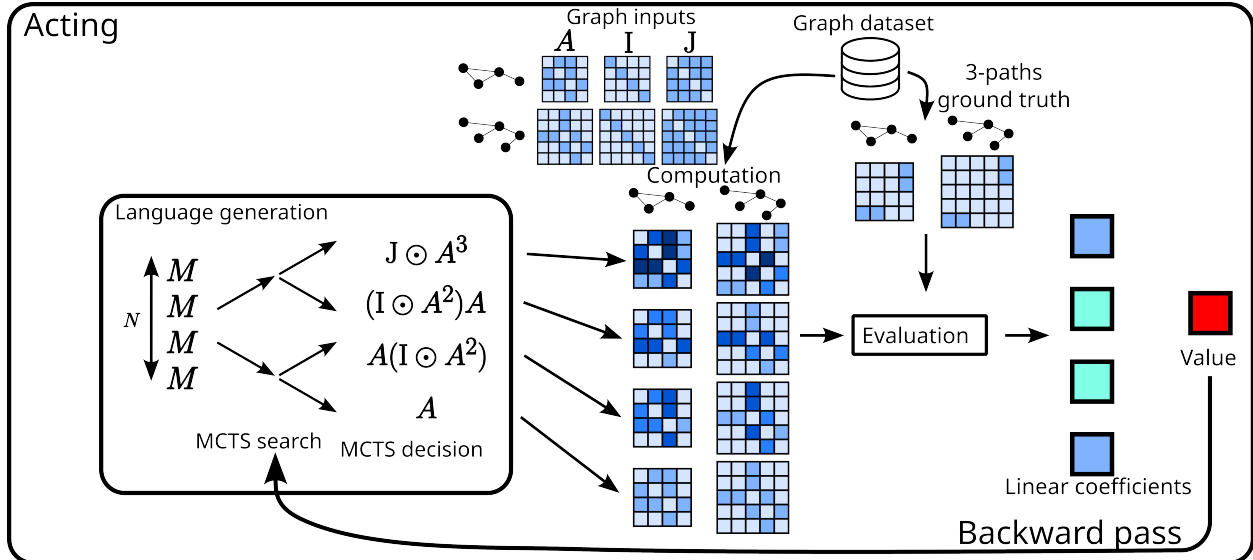 Acting
Graph inputs
A I J
Graph dataset
3-paths
ground truth
Computation
Language generation
N
M
M
M
M
J ⊙ A³
(I ⊙ A²)A
A(I ⊙ A²)
A
MCTS search
MCTS decision
Evaluation
Linear coefficients
Value
Backward pass